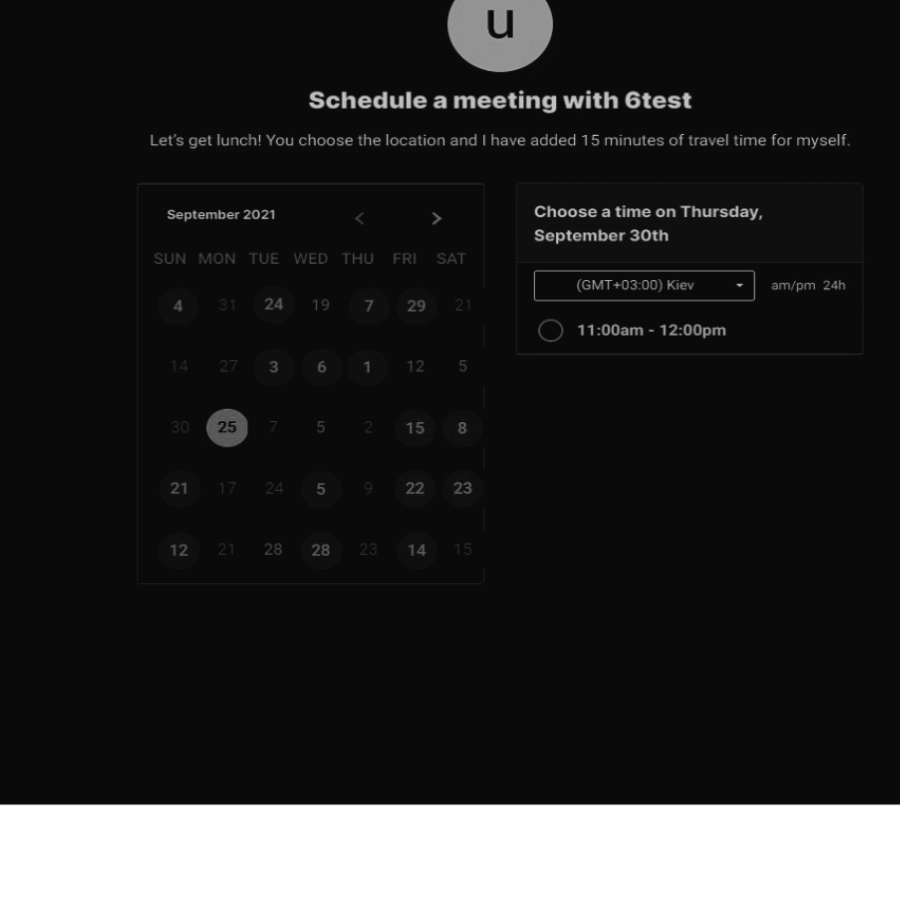 u
Schedule a meeting with 6test
Let's get lunch! You choose the location and I have added 15 minutes of travel time for myself.
September 2021 < >
SUN MON TUE WED THU FRI SAT
4 31 24 19 7 29 21
14 27 3 6 1 12 5
30 25 7 5 2 15 8
21 17 24 5 9 22 23
12 21 28 28 23 14 15
Choose a time on Thursday,
September 30th
(GMT+03:00) Kiev am/pm 24h
11:00am - 12:00pm